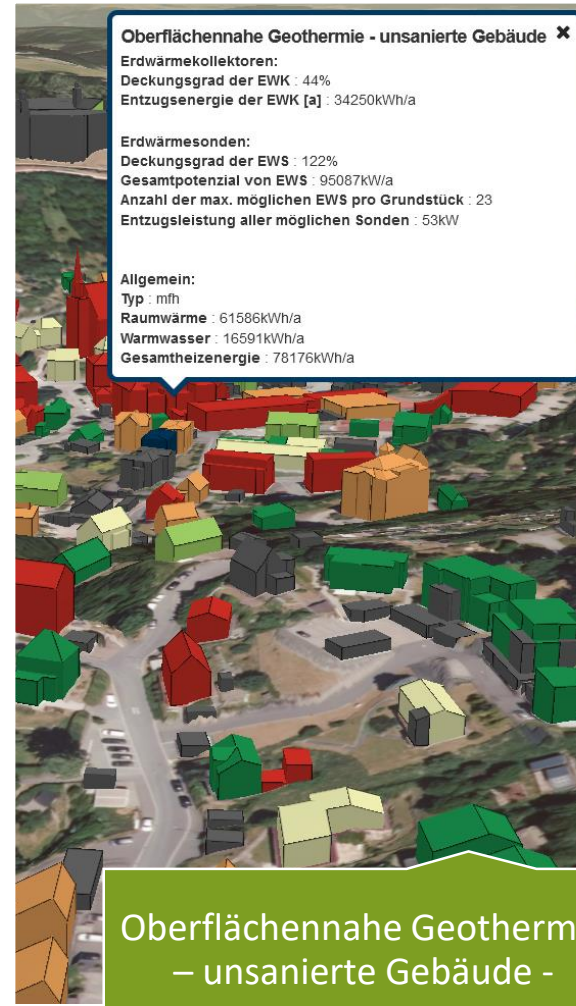 Oberflächennahe Geothermie - unsanierte Gebäude ✖
Erdwärmekollektoren:
Deckungsgrad der EWK : 44%
Entzugsenergie der EWK [a] : 34250kWh/a
Erdwärmesonden:
Deckungsgrad der EWS : 122%
Gesamtpotenzial von EWS : 95087kW/a
Anzahl der max. möglichen EWS pro Grundstück : 23
Entzugsleistung aller möglichen Sonden : 53kW
Allgemein:
Typ : mfh
Raumwärme : 61586kWh/a
Warmwasser : 16591kWh/a
Gesamtheizenergie : 78176kWh/a
Oberflächennahe Geotherm
– unsanierte Gebäude -